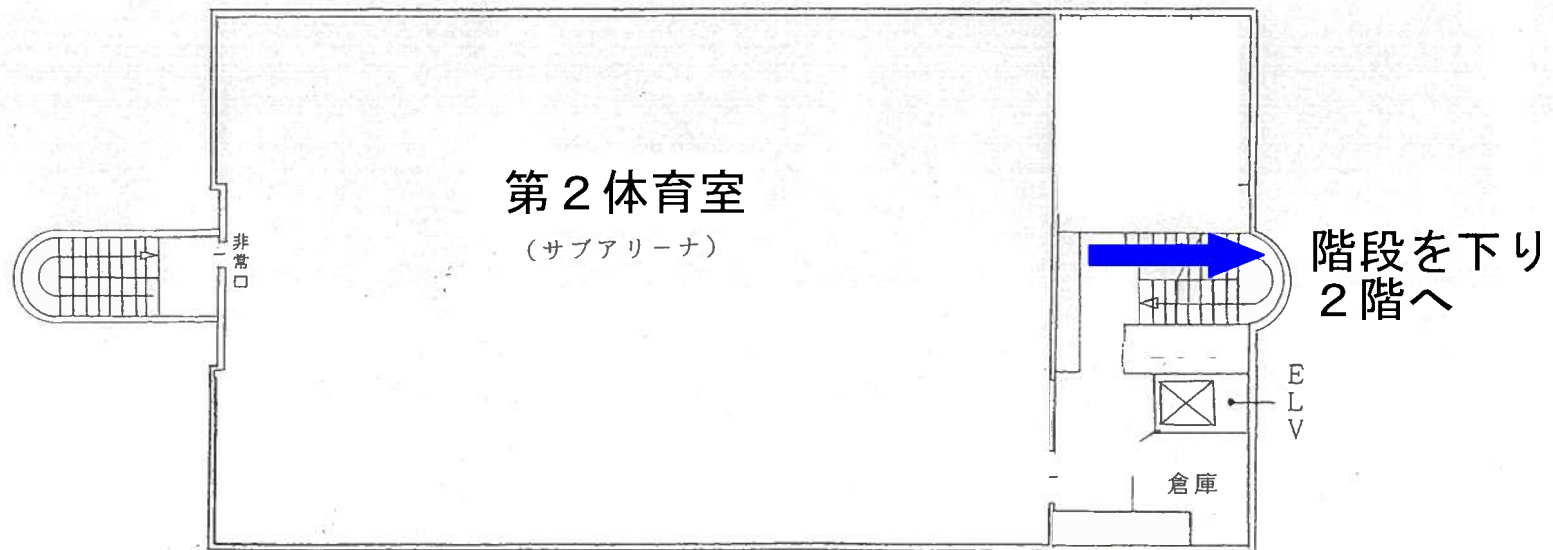 第２体育室
（サブアリーナ）
非常口
階段を下り
２階へ
ELV
倉庫